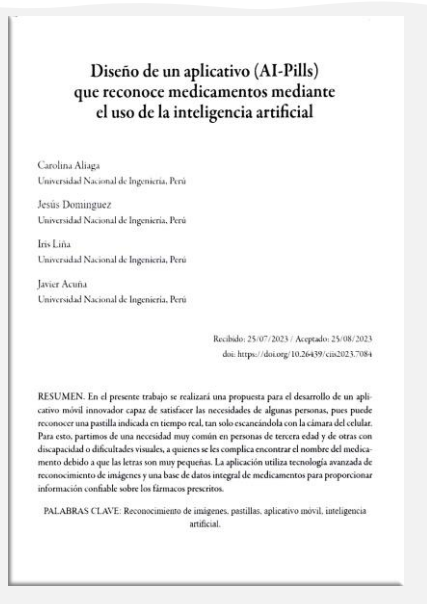 Diseño de un aplicativo (AI-Pills)
que reconoce medicamentos mediante
el uso de la inteligencia artificial
Carolina Aliaga
Universidad Nacional de Ingeniería, Perú
Jesús Dominguez
Universidad Nacional de Ingeniería, Perú
Iris Liña
Universidad Nacional de Ingeniería, Perú
Javier Acuña
Universidad Nacional de Ingeniería, Perú
Recibido: 25/07/2023 / Aceptado: 25/08/2023
doi: https://doi.org/10.26439/ciis2023.7084
RESUMEN. En el presente trabajo se realizará una propuesta para el desarrollo de un apli-
cativo móvil innovador capaz de satisfacer las necesidades de algunas personas, pues puede
reconocer una pastilla indicada en tiempo real, tan solo escaneándola con la cámara del celular.
Para esto, partimos de una necesidad muy común en personas de tercera edad y de otras con
discapacidad o dificultades visuales, a quienes se les complica encontrar el nombre del medica-
mento debido a que las letras son muy pequeñas. La aplicación utiliza tecnología avanzada de
reconocimiento de imágenes y una base de datos integral de medicamentos para proporcionar
información confiable sobre los fármacos prescritos.
PALABRAS CLAVE: Reconocimiento de imágenes, pastillas, aplicativo móvil, inteligencia
artificial.